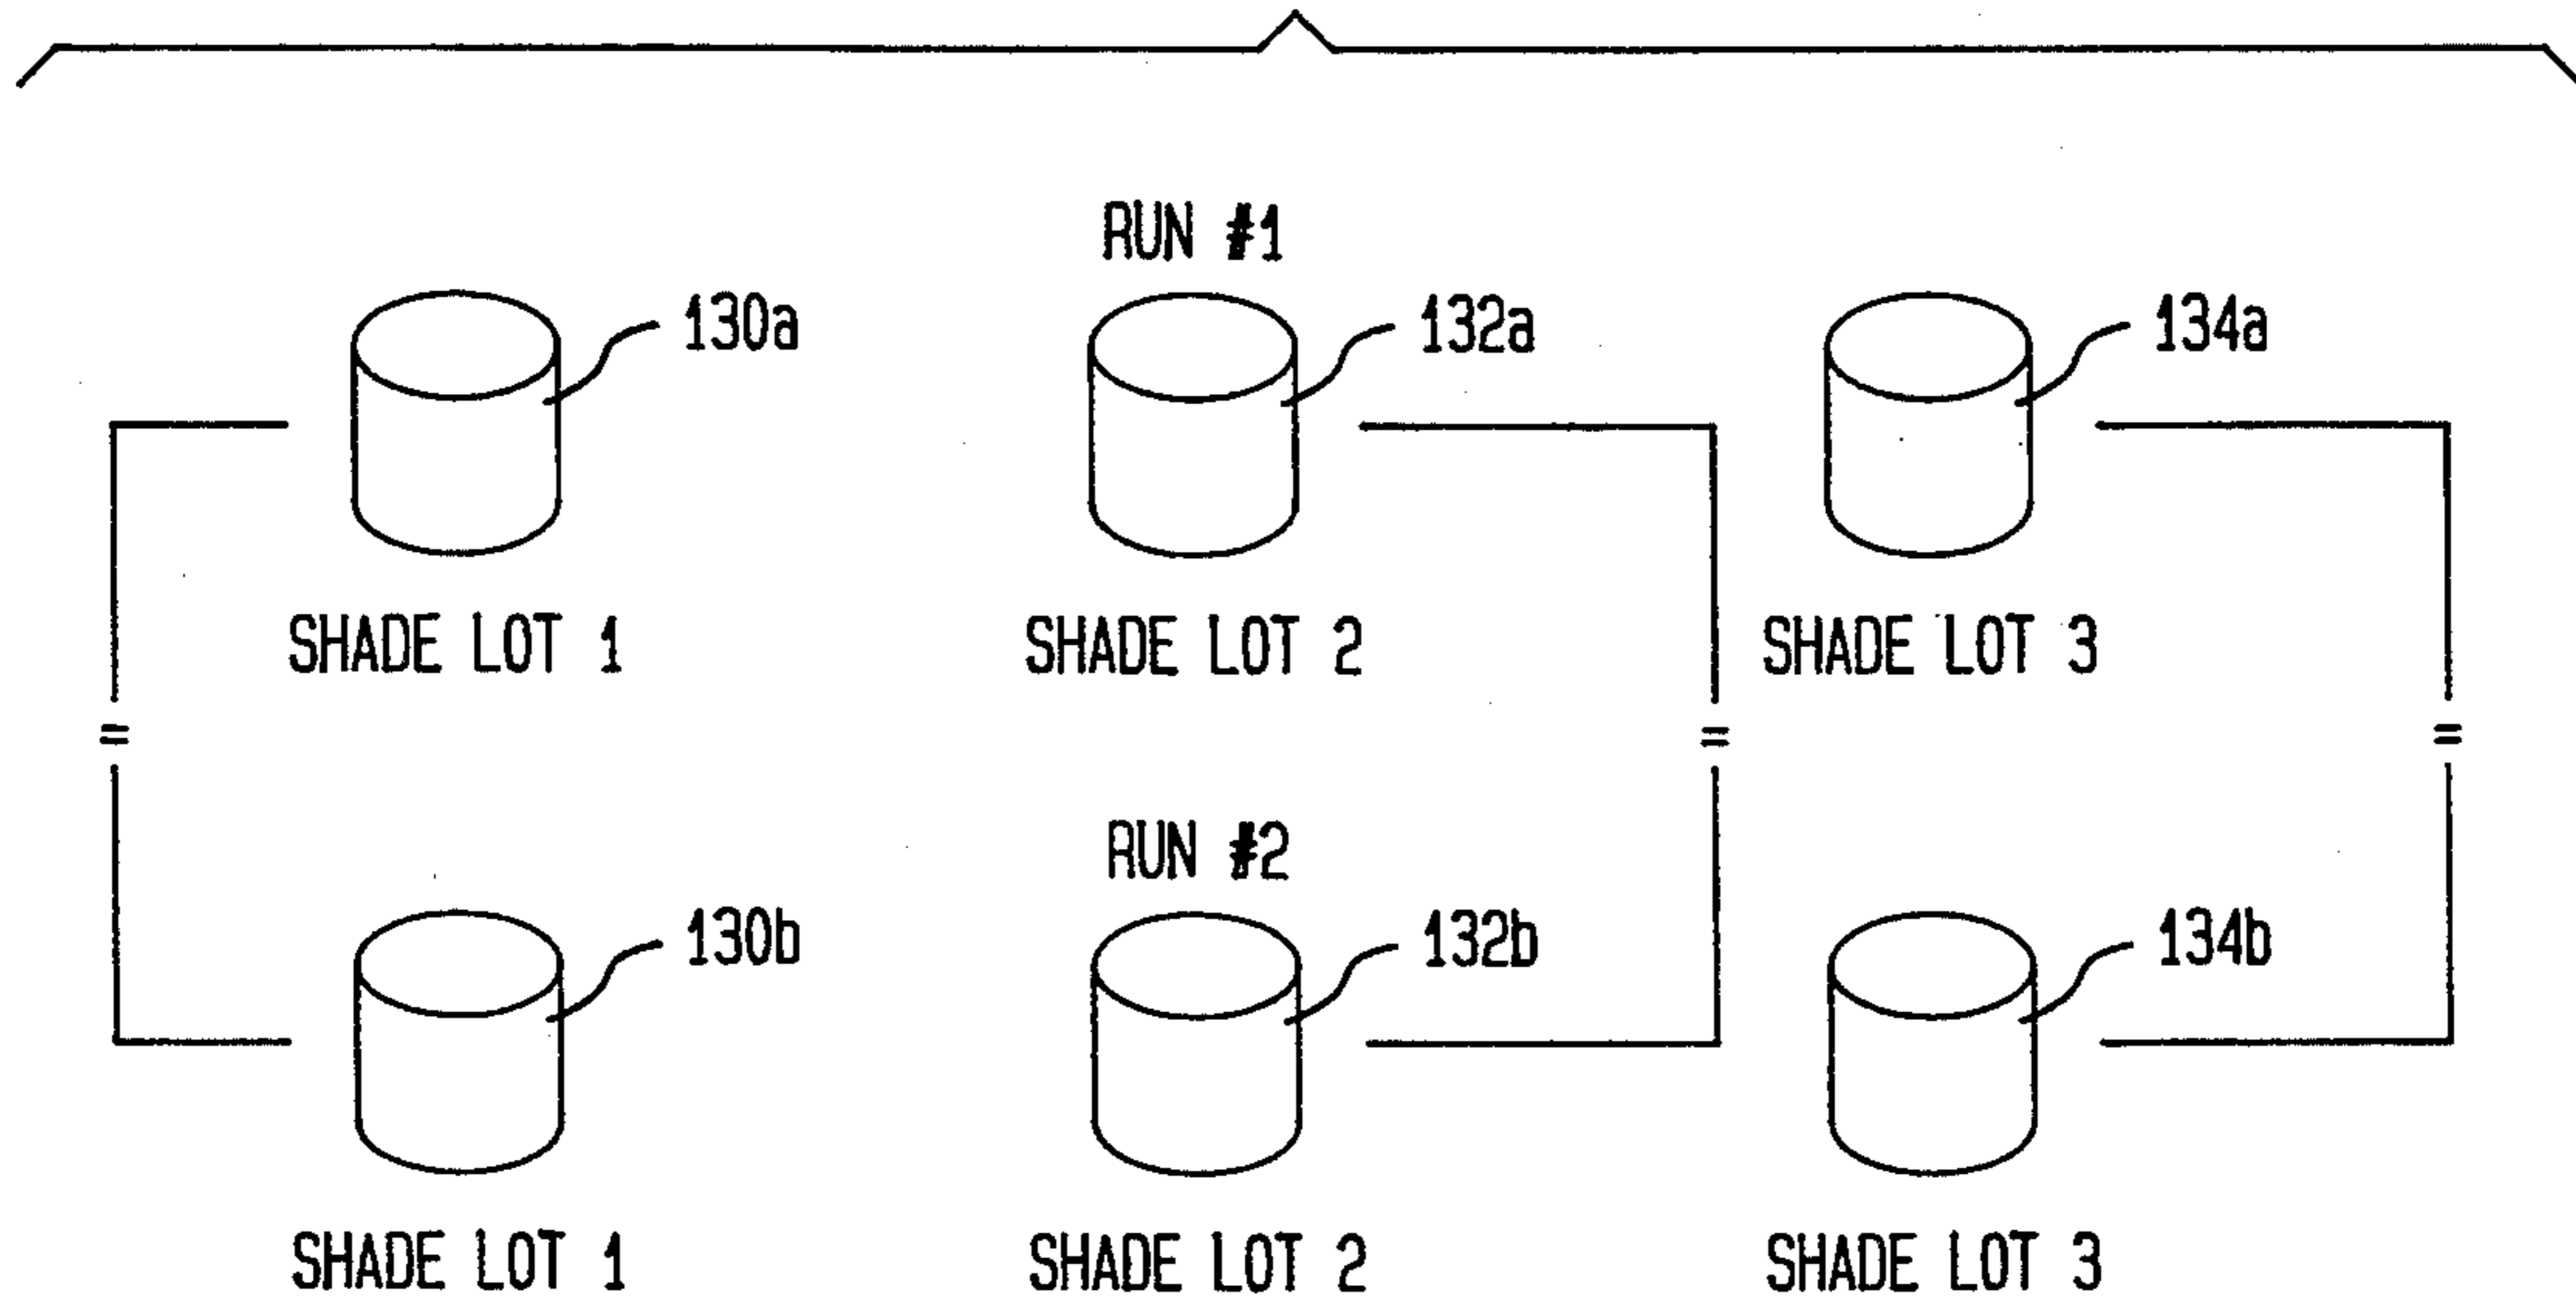 RUN #1
130a
132a
134a
SHADE LOT 1
SHADE LOT 2
SHADE LOT 3
=
=
=
RUN #2
130b
132b
134b
SHADE LOT 1
SHADE LOT 2
SHADE LOT 3